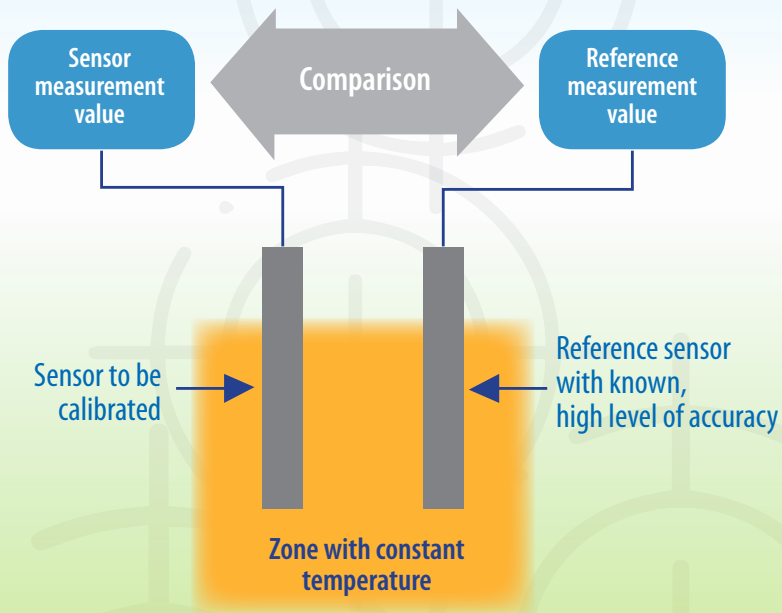 Sensor
measurement
value
Comparison
Reference
measurement
value
Sensor to be
calibrated
Reference sensor
with known,
high level of accuracy
Zone with constant
temperature